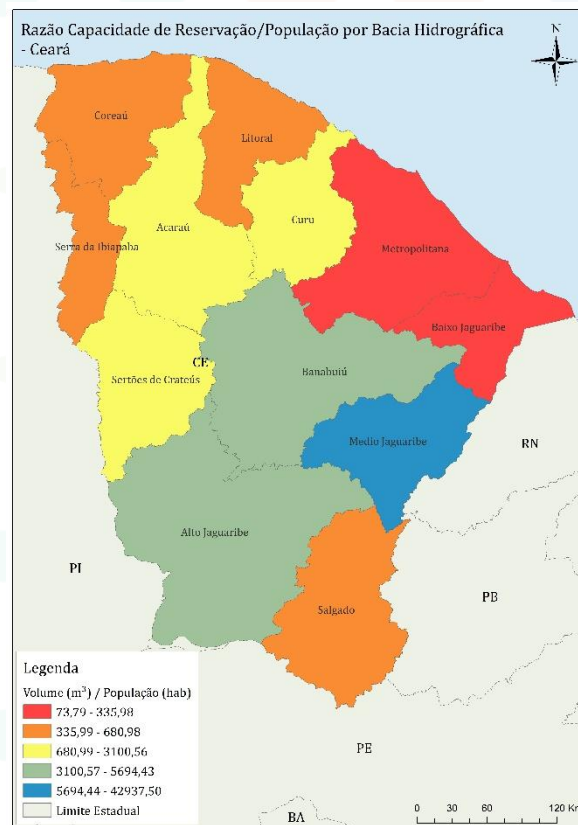 Razão Capacidade de Reservação/População por Bacia Hidrográfica
- Ceará
N
Coreaú
Litoral
Acaraú
Curu
Serra da Ibiapaba
Metropolitana
Baixo Jaguaribe
CE
Banabuiú
Sertões de Crateús
Medio Jaguaribe
RN
Alto Jaguaribe
PI
PB
Salgado
Legenda
Volume (m³) / População (hab)
73,79 - 335,98
335,99 - 680,98
680,99 - 3100,56
3100,57 - 5694,43
5694,44 - 42937,50
Limite Estadual
PE
BA
0 30 60 120 Km